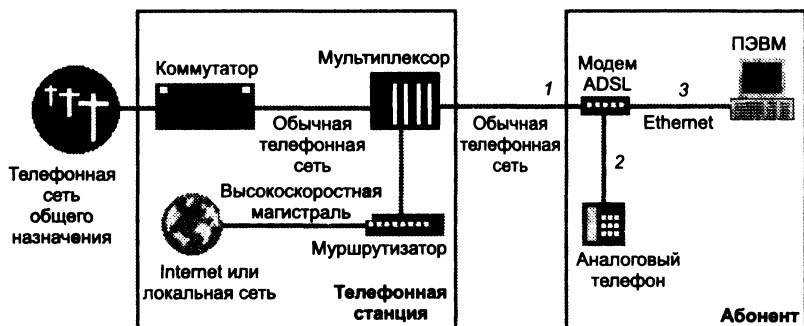 Коммутатор
Мультиплексор
Телефонная
сеть
общего
назначения
Обычная
телефонная
сеть
Высокоскоростная
магистраль
Internet или
локальная сеть
Муршрутизатор
Телефонная
станция
1
Обычная
телефонная
сеть
Модем
ADSL
ПЭВМ
3
Ethernet
2
Аналоговый
телефон
Абонент